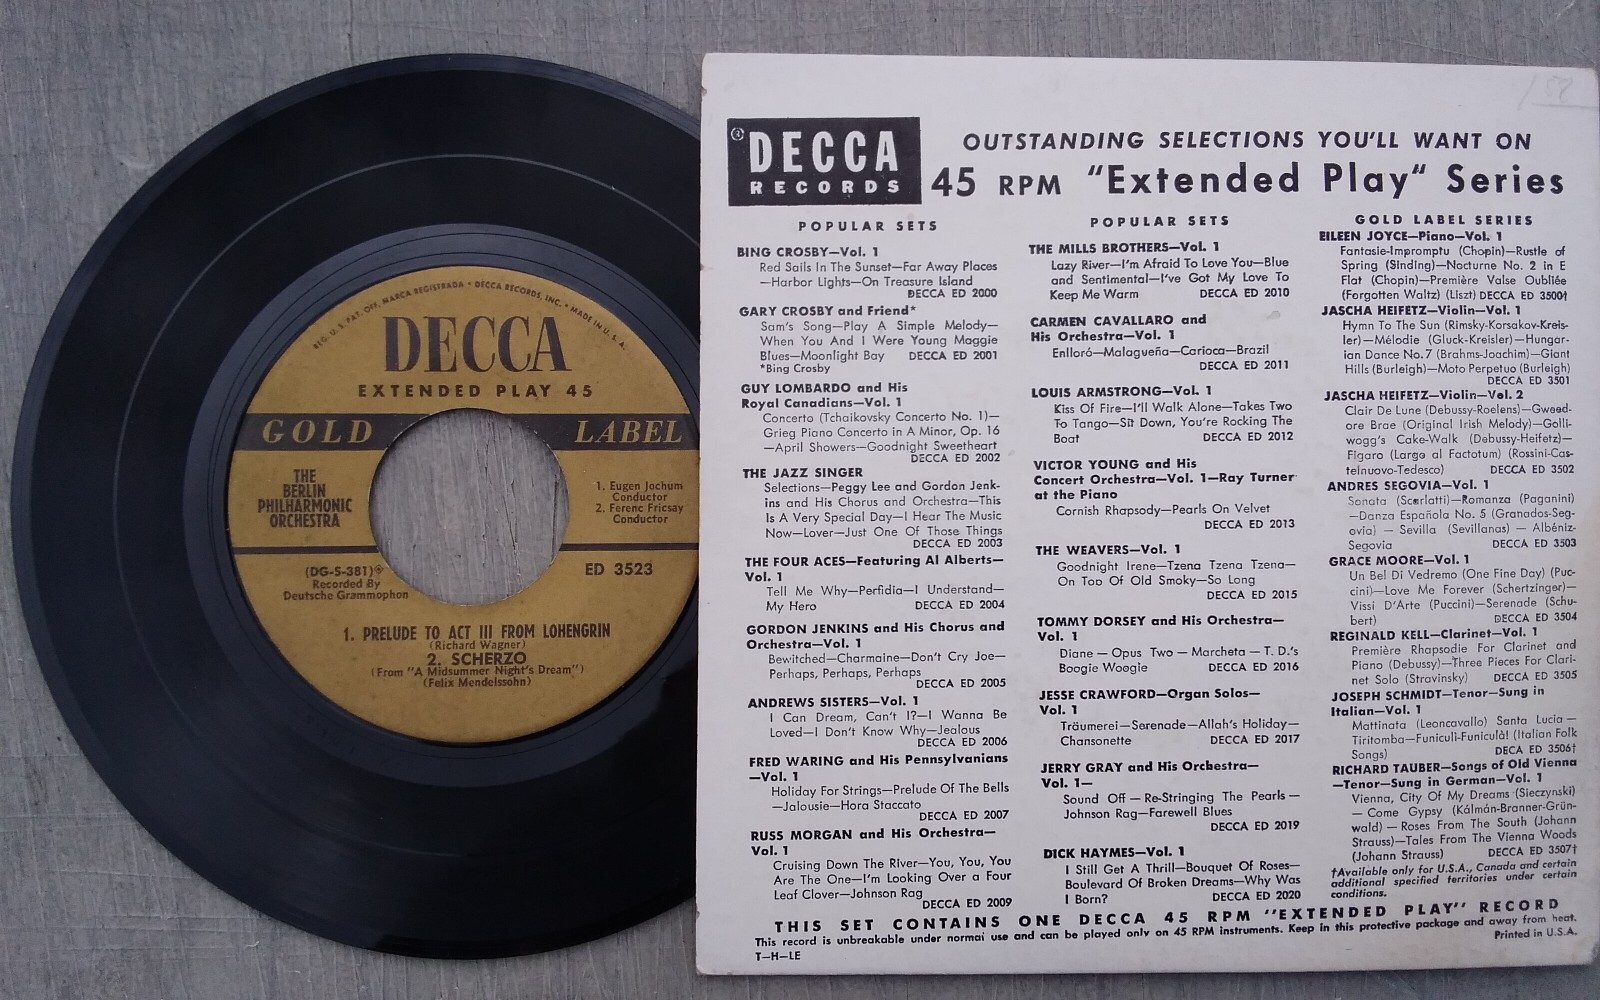 REG. U.S. PAT. OFF. MARCA REGISTRADA • DECCA RECORDS, INC. • MADE IN U.S.A.
DECCA
EXTENDED PLAY 45
GOLD LABEL
THE
BERLIN
PHILHARMONIC
ORCHESTRA
1. Eugen Jochum
Conductor
2. Ferenc Fricsay
Conductor
(DG-5-381)
Recorded By
Deutsche Grammophon
ED 3523
1. PRELUDE TO ACT III FROM LOHENGRIN
(Richard Wagner)
2. SCHERZO
(From "A Midsummer Night's Dream")
(Felix Mendelssohn)
® DECCA
RECORDS
OUTSTANDING SELECTIONS YOU'LL WANT ON
45 RPM "Extended Play" Series
POPULAR SETS
BING CROSBY—Vol. 1
Red Sails In The Sunset—Far Away Places
—Harbor Lights—On Treasure Island
DECCA ED 2000
GARY CROSBY and Friend*
Sam's Song—Play A Simple Melody—
When You And I Were Young Maggie
Blues—Moonlight Bay DECCA ED 2001
*Bing Crosby
GUY LOMBARDO and His
Royal Canadians—Vol. 1
Concerto (Tchaikovsky Concerto No. 1)—
Grieg Piano Concerto in A Minor, Op. 16
—April Showers—Goodnight Sweetheart
DECCA ED 2002
THE JAZZ SINGER
Selections—Peggy Lee and Gordon Jenk-
ins and His Chorus and Orchestra—This
Is A Very Special Day—I Hear The Music
Now—Lover—Just One Of Those Things
DECCA ED 2003
THE FOUR ACES—Featuring Al Alberts—
Vol. 1
Tell Me Why—Perfidia—I Understand—
My Hero DECCA ED 2004
GORDON JENKINS and His Chorus and
Orchestra—Vol. 1
Bewitched—Charmaine—Don't Cry Joe—
Perhaps, Perhaps, Perhaps
DECCA ED 2005
ANDREWS SISTERS—Vol. 1
I Can Dream, Can't I?—I Wanna Be
Loved—I Don't Know Why—Jealous
DECCA ED 2006
FRED WARING and His Pennsylvanians
—Vol. 1
Holiday For Strings—Prelude Of The Bells
—Jalousie—Hora Staccato
DECCA ED 2007
RUSS MORGAN and His Orchestra—
Vol. 1
Cruising Down The River—You, You, You
Are The One—I'm Looking Over a Four
Leaf Clover—Johnson Rag
DECCA ED 2009
POPULAR SETS
THE MILLS BROTHERS—Vol. 1
Lazy River—I'm Afraid To Love You—Blue
and Sentimental—I've Got My Love To
Keep Me Warm DECCA ED 2010
CARMEN CAVALLARO and
His Orchestra—Vol. 1
Enlloró—Malagueña—Carioca—Brazil
DECCA ED 2011
LOUIS ARMSTRONG—Vol. 1
Kiss Of Fire—I'll Walk Alone—Takes Two
To Tango—Sit Down, You're Rocking The
Boat DECCA ED 2012
VICTOR YOUNG and His
Concert Orchestra—Vol. 1—Ray Turner
at the Piano
Cornish Rhapsody—Pearls On Velvet
DECCA ED 2013
THE WEAVERS—Vol. 1
Goodnight Irene—Tzena Tzena Tzena—
On Top Of Old Smoky—So Long
DECCA ED 2015
TOMMY DORSEY and His Orchestra—
Vol. 1
Diane — Opus Two — Marcheta — T. D.'s
Boogie Woogie DECCA ED 2016
JESSE CRAWFORD—Organ Solos—
Vol. 1
Träumerei—Serenade—Allah's Holiday—
Chansonette DECCA ED 2017
JERRY GRAY and His Orchestra—
Vol. 1—
Sound Off — Re-Stringing The Pearls —
Johnson Rag—Farewell Blues
DECCA ED 2019
DICK HAYMES—Vol. 1
I Still Get A Thrill—Bouquet Of Roses—
Boulevard Of Broken Dreams—Why Was
I Born? DECCA ED 2020
GOLD LABEL SERIES
EILEEN JOYCE—Piano—Vol. 1
Fantasie-Impromptu (Chopin)—Rustle of
Spring (Sinding)—Nocturne No. 2 in E
Flat (Chopin)—Première Valse Oubliée
(Forgotten Waltz) (Liszt) DECCA ED 3500†
JASCHA HEIFETZ—Violin—Vol. 1
Hymn To The Sun (Rimsky-Korsakov-Kreis-
ler)—Mélodie (Gluck-Kreisler)—Hungar-
ian Dance No. 7 (Brahms-Joachim)—Giant
Hills (Burleigh)—Moto Perpetuo (Burleigh)
DECCA ED 3501
JASCHA HEIFETZ—Violin—Vol. 2
Clair De Lune (Debussy-Roelens)—Gweed-
ore Brae (Original Irish Melody)—Golli-
wogg's Cake-Walk (Debussy-Heifetz)—
Figaro (Largo al Factotum) (Rossini-Cas-
telnuovo-Tedesco) DECCA ED 3502
ANDRES SEGOVIA—Vol. 1
Sonata (Scarlatti)—Romanza (Paganini)
—Danza Española No. 5 (Granados-Seg-
ovia) — Sevilla (Sevillanas) — Albéniz-
Segovia DECCA ED 3503
GRACE MOORE—Vol. 1
Un Bel Di Vedremo (One Fine Day) (Puc-
cini)—Love Me Forever (Schertzinger)—
Vissi D'Arte (Puccini)—Serenade (Schu-
bert) DECCA ED 3504
REGINALD KELL—Clarinet—Vol. 1
Première Rhapsodie For Clarinet and
Piano (Debussy)—Three Pieces For Clari-
net Solo (Stravinsky) DECCA ED 3505
JOSEPH SCHMIDT—Tenor—Sung in
Italian—Vol. 1
Mattinata (Leoncavallo) Santa Lucia —
Tiritomba—Funiculì-Funiculà! (Italian Folk
Songs) DECA ED 3506†
RICHARD TAUBER—Songs of Old Vienna
—Tenor—Sung in German—Vol. 1
Vienna, City Of My Dreams (Sieczynski)
— Come Gypsy (Kálmán-Branner-Grün-
wald) — Roses From The South (Johann
Strauss)—Tales From The Vienna Woods
(Johann Strauss) DECCA ED 3507†
†Available only for U.S.A., Canada and certain
additional specified territories under certain
conditions.
THIS SET CONTAINS ONE DECCA 45 RPM "EXTENDED PLAY" RECORD
This record is unbreakable under normal use and can be played only on 45 RPM instruments. Keep in this protective package and away from heat.
Printed in U.S.A.
T—H—LE